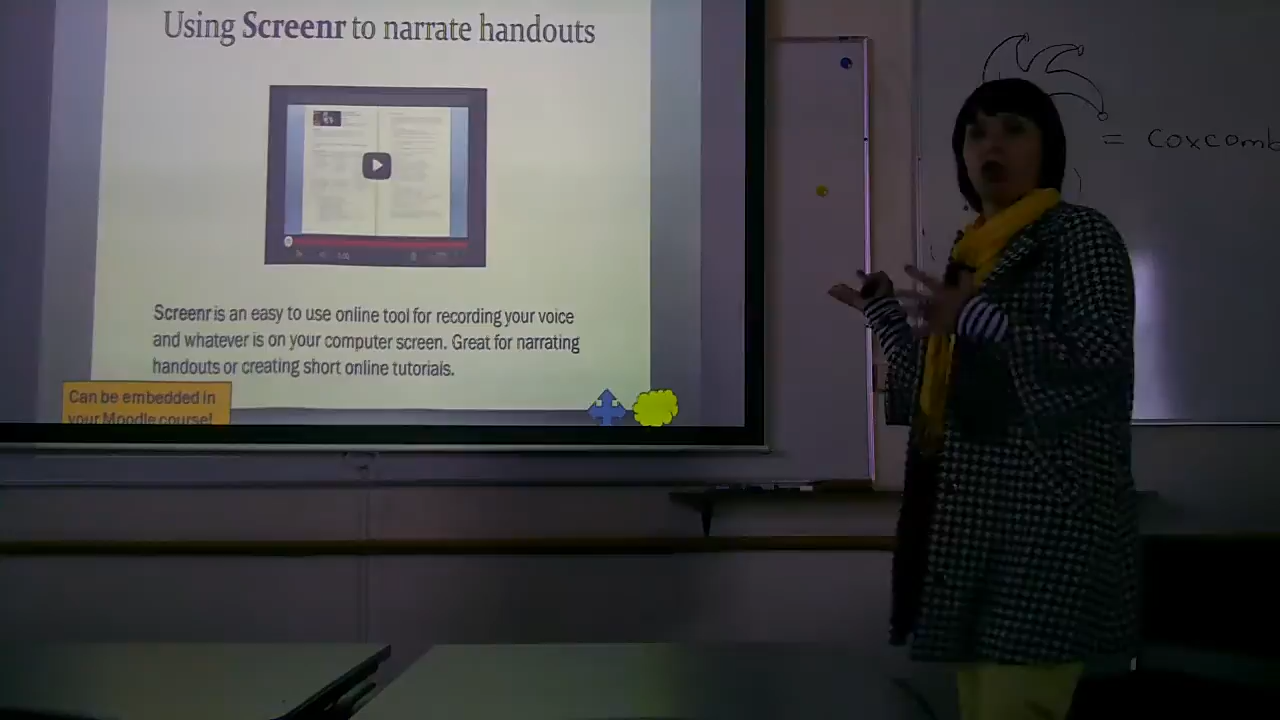 Using Screenr to narrate handouts
Screenr is an easy to use online tool for recording your voice
and whatever is on your computer screen. Great for narrating
handouts or creating short online tutorials.
Can be embedded in
your Moodle course!
= coxcomb